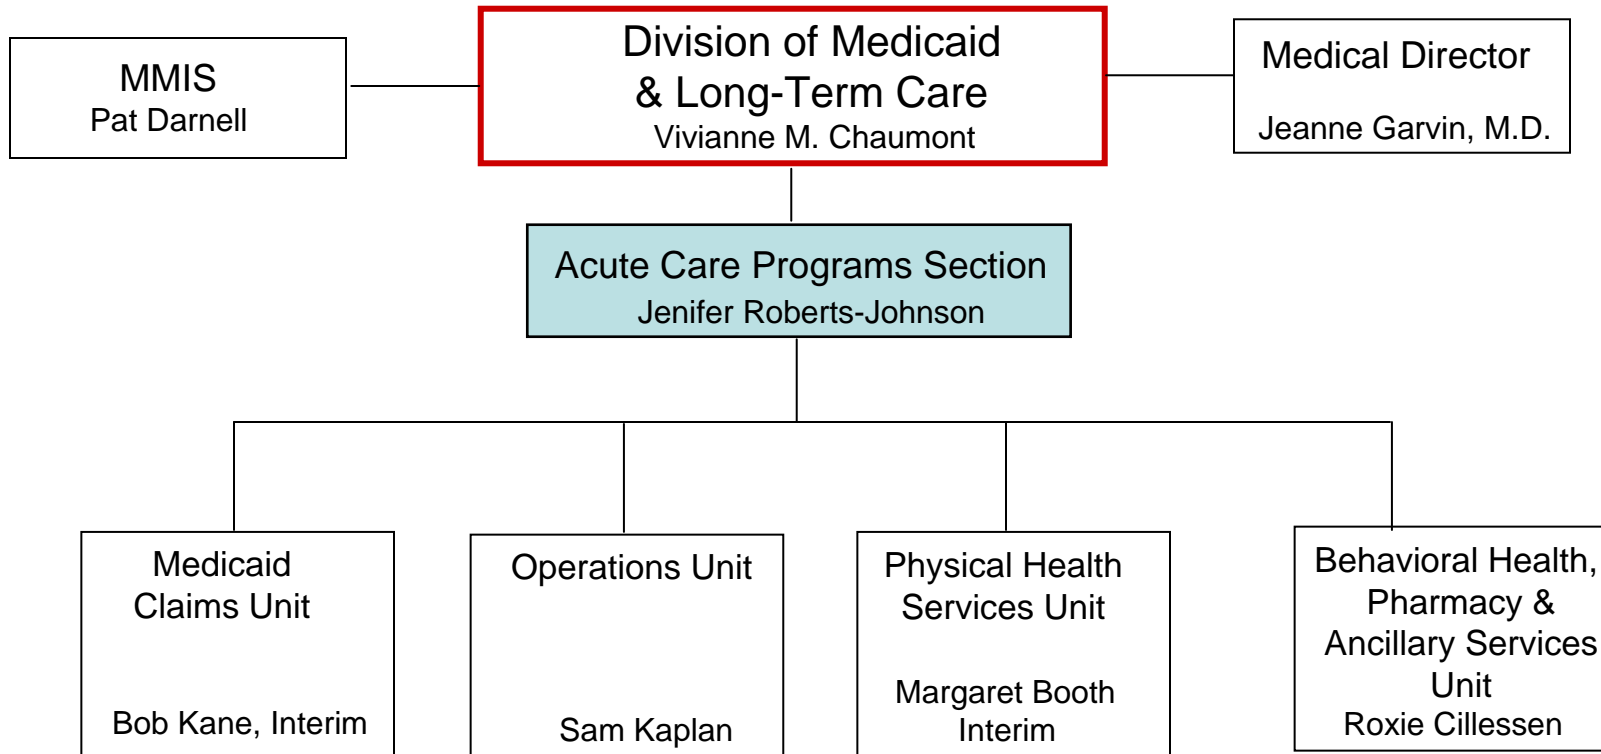 MMIS
Pat Darnell
Division of Medicaid
& Long-Term Care
Vivianne M. Chaumont
Medical Director
Jeanne Garvin, M.D.
Acute Care Programs Section
Jenifer Roberts-Johnson
Medicaid
Claims Unit
Bob Kane, Interim
Operations Unit
Sam Kaplan
Physical Health
Services Unit
Margaret Booth
Interim
Behavioral Health,
Pharmacy &
Ancillary Services
Unit
Roxie Cillessen